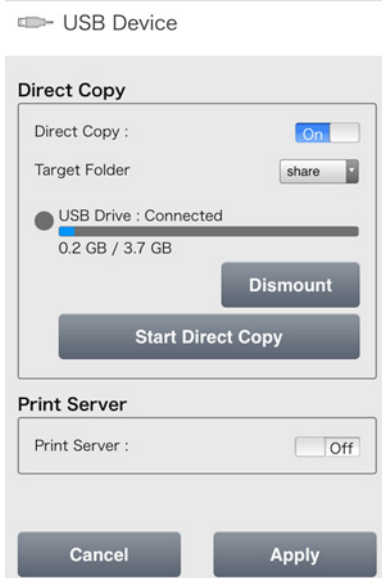 USB Device
Direct Copy
Direct Copy : On
Target Folder share
USB Drive : Connected
0.2 GB / 3.7 GB
Dismount
Start Direct Copy
Print Server
Print Server : Off
Cancel Apply